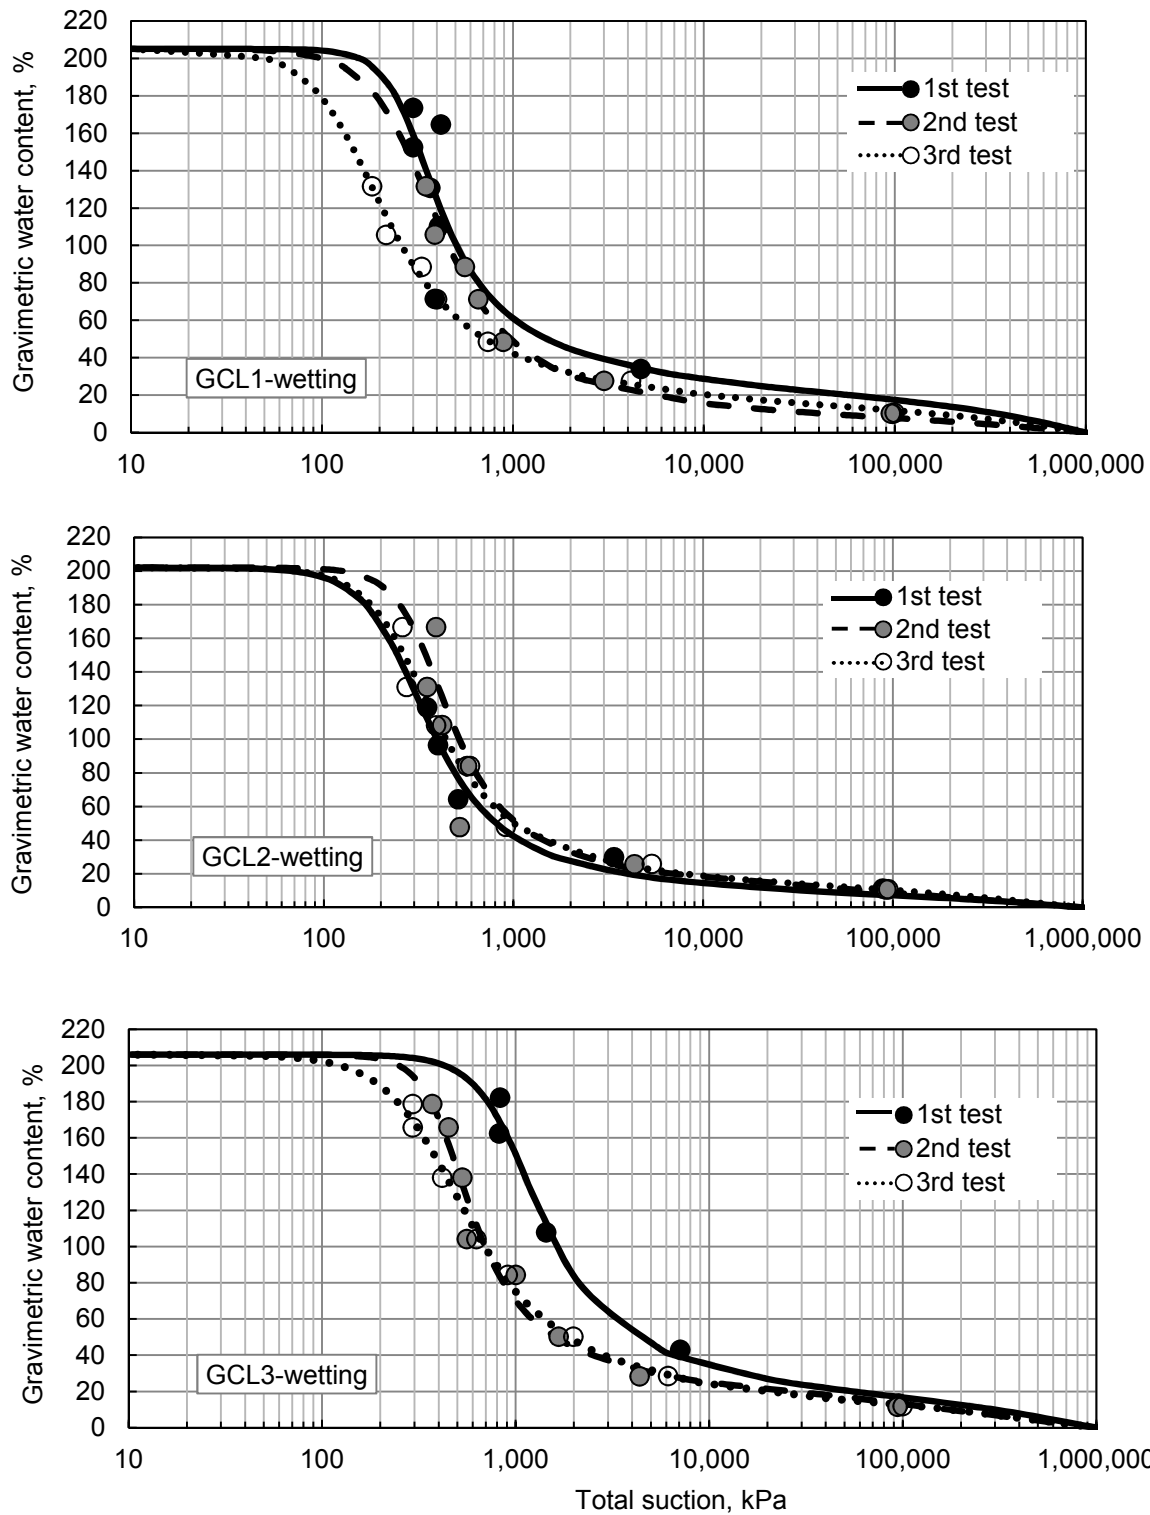 Gravimetric water content, %
220
200
180
160
140
120
100
80
60
40
20
0
1st test
2nd test
3rd test
GCL1-wetting
10 100 1,000 10,000 100,000 1,000,000
Gravimetric water content, %
220
200
180
160
140
120
100
80
60
40
20
0
1st test
2nd test
3rd test
GCL2-wetting
10 100 1,000 10,000 100,000 1,000,000
Gravimetric water content, %
220
200
180
160
140
120
100
80
60
40
20
0
1st test
2nd test
3rd test
GCL3-wetting
10 100 1,000 10,000 100,000 1,000,000
Total suction, kPa